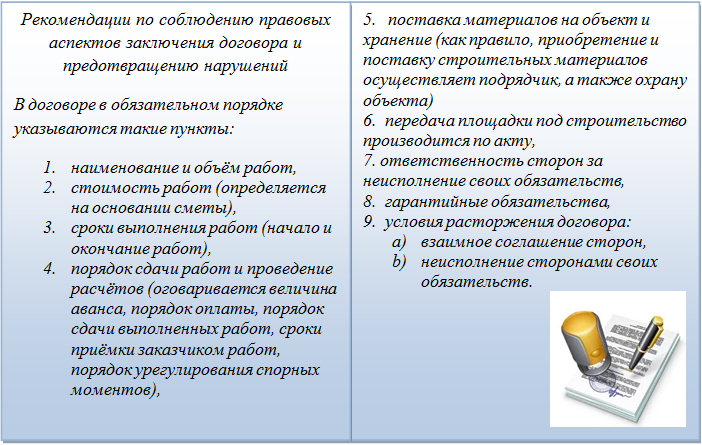 Рекомендации по соблюдению правовых
аспектов заключения договора и
предотвращению нарушений
В договоре в обязательном порядке
указываются такие пункты:
1. наименование и объём работ,
2. стоимость работ (определяется
на основании сметы),
3. сроки выполнения работ (начало и
окончание работ),
4. порядок сдачи работ и проведение
расчётов (оговаривается величина
аванса, порядок оплаты, порядок
сдачи выполненных работ, сроки
приёмки заказчиком работ,
порядок урегулирования спорных
моментов),
5. поставка материалов на объект и
хранение (как правило, приобретение и
поставку строительных материалов
осуществляет подрядчик, а также охрану
объекта)
6. передача площадки под строительство
производится по акту,
7. ответственность сторон за
неисполнение своих обязательств,
8. гарантийные обязательства,
9. условия расторжения договора:
a) взаимное соглашение сторон,
b) неисполнение сторонами своих
обязательств.